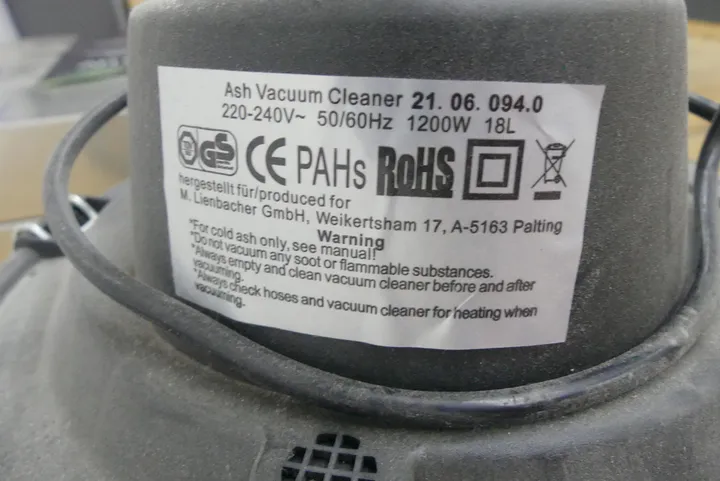 Ash Vacuum Cleaner 21. 06. 094.0
220-240V~ 50/60Hz 1200W 18L
GS CE PAHs RoHS
hergestellt für/produced for
M. Lienbacher GmbH, Weikertsham 17, A-5163 Palting
Warning
*For cold ash only, see manual!
*Do not vacuum any soot or flammable substances.
*Always empty and clean vacuum cleaner before and after
vacuuming.
*Always check hoses and vacuum cleaner for heating when
vacuuming.